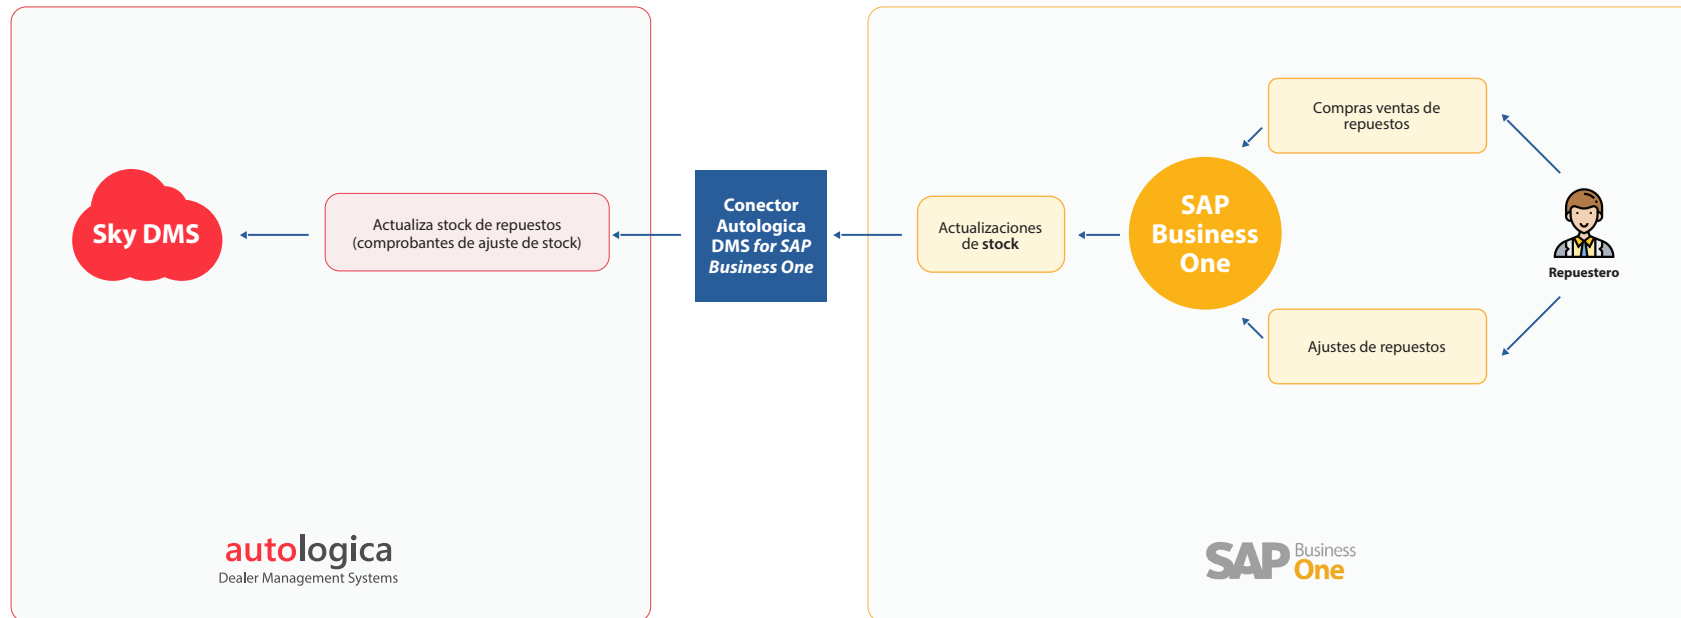 Sky DMS
Actualiza stock de repuestos
(comprobantes de ajuste de stock)
autologica
Dealer Management Systems
Conector
Autologica
DMS for SAP
Business One
Actualizaciones
de stock
SAP
Business
One
Compras ventas de
repuestos
Ajustes de repuestos
Repuestero
SAP Business
One